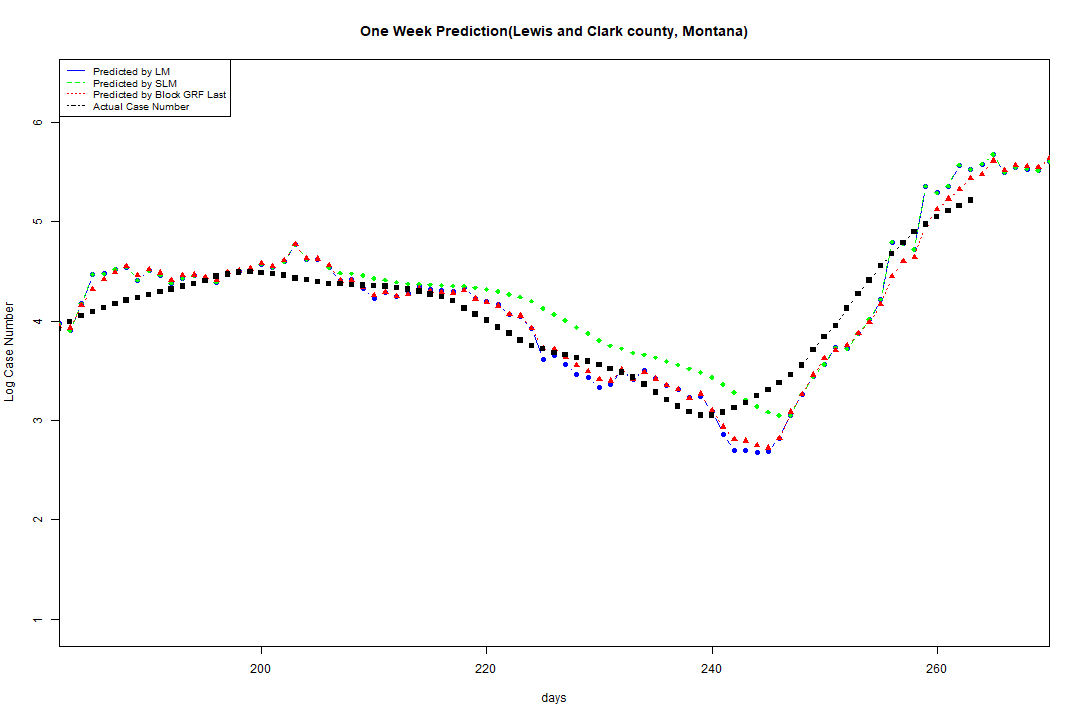 One Week Prediction(Lewis and Clark county, Montana)
Predicted by LM
Predicted by SLM
Predicted by Block GRF Last
Actual Case Number
6
5
4
3
2
1
Log Case Number
200 220 240 260
days